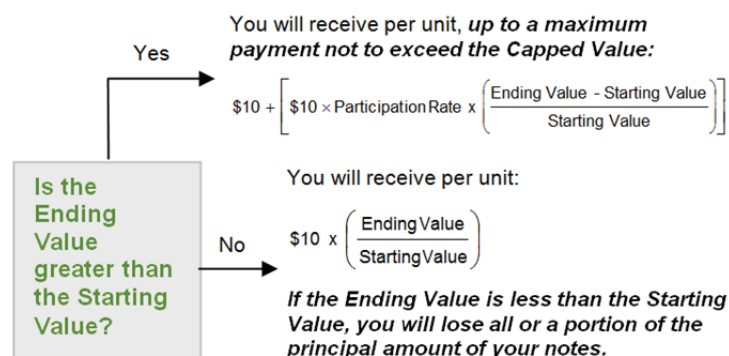 You will receive per unit, up to a maximum
payment not to exceed the Capped Value:
Yes
$10 + [ $10 × Participation Rate x ( Ending Value - Starting Value / Starting Value ) ]
Is the
Ending
Value
greater than
the Starting
Value?
No
You will receive per unit:
$10 x ( Ending Value / Starting Value )
If the Ending Value is less than the Starting
Value, you will lose all or a portion of the
principal amount of your notes.